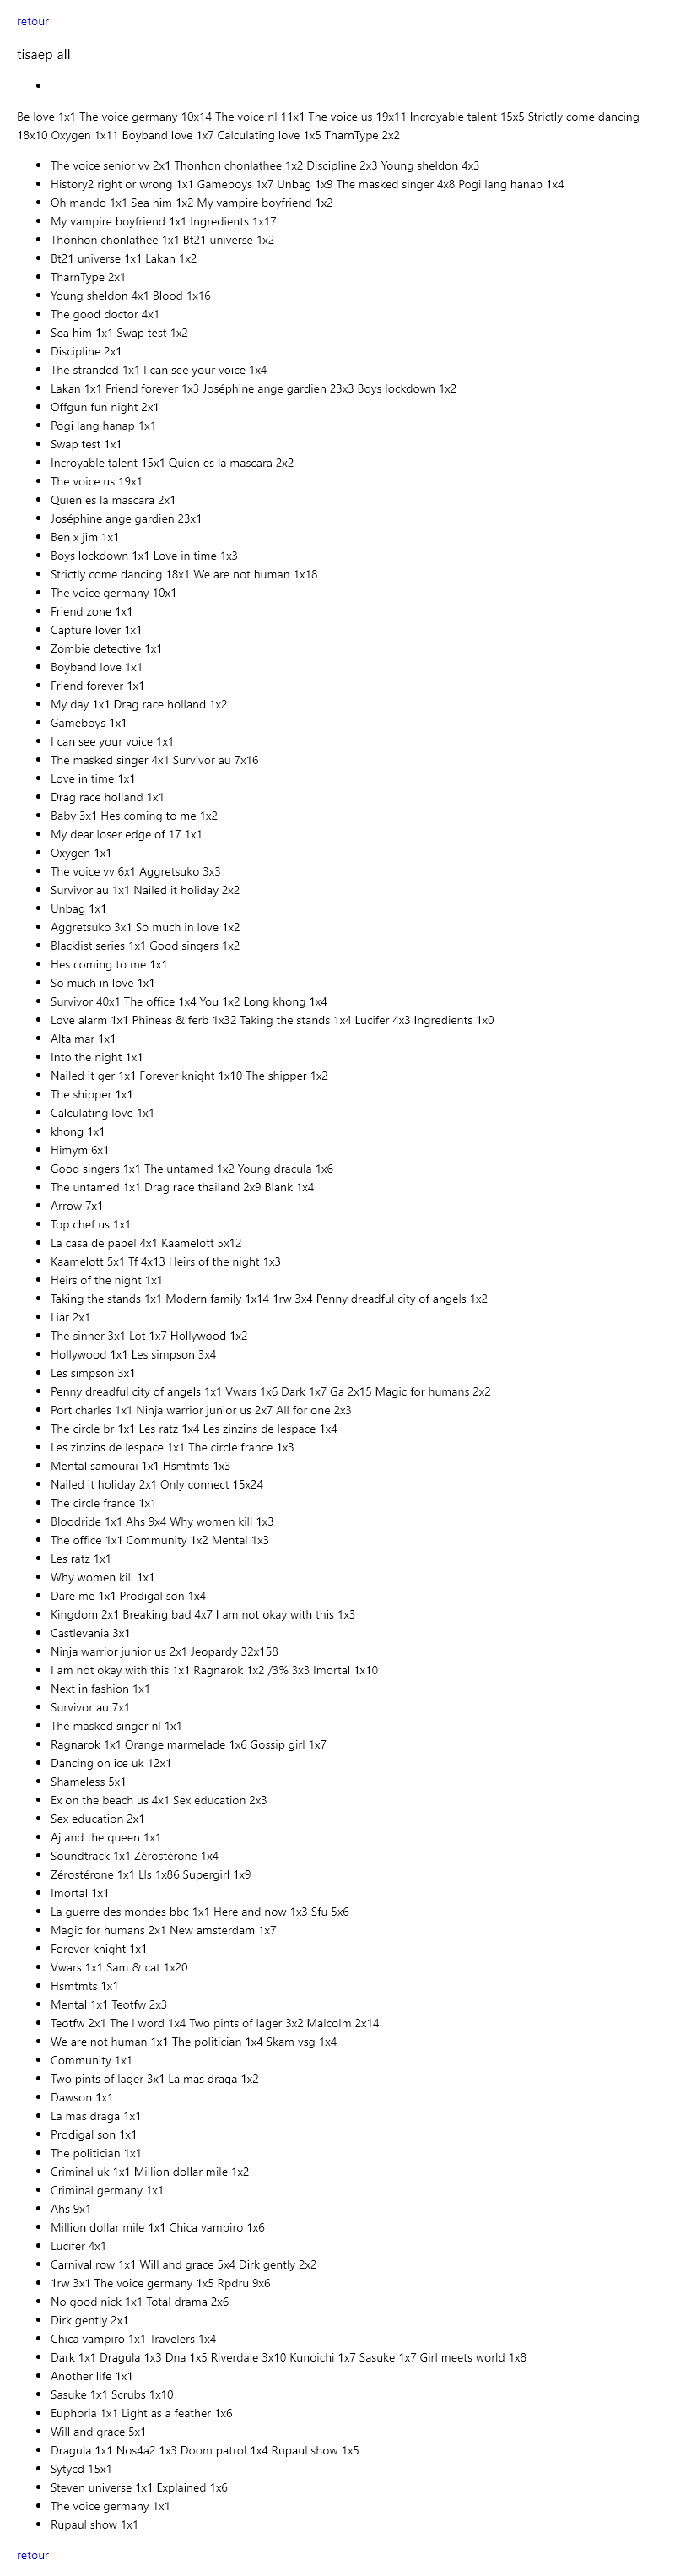 retour
tisaep all
Be love 1x1 The voice germany 10x14 The voice nl 11x1 The voice us 19x11 Incroyable talent 15x5 Strictly come dancing
18x10 Oxygen 1x11 Boyband love 1x7 Calculating love 1x5 TharnType 2x2
The voice senior vv 2x1 Thonhon chonlathee 1x2 Discipline 2x3 Young sheldon 4x3
History2 right or wrong 1x1 Gameboys 1x7 Unbag 1x9 The masked singer 4x8 Pogi lang hanap 1x4
Oh mando 1x1 Sea him 1x2 My vampire boyfriend 1x2
My vampire boyfriend 1x1 Ingredients 1x17
Thonhon chonlathee 1x1 Bt21 universe 1x2
Bt21 universe 1x1 Lakan 1x2
TharnType 2x1
Young sheldon 4x1 Blood 1x16
The good doctor 4x1
Sea him 1x1 Swap test 1x2
Discipline 2x1
The stranded 1x1 I can see your voice 1x4
Lakan 1x1 Friend forever 1x3 Joséphine ange gardien 23x3 Boys lockdown 1x2
Offgun fun night 2x1
Pogi lang hanap 1x1
Swap test 1x1
Incroyable talent 15x1 Quien es la mascara 2x2
The voice us 19x1
Quien es la mascara 2x1
Joséphine ange gardien 23x1
Ben x jim 1x1
Boys lockdown 1x1 Love in time 1x3
Strictly come dancing 18x1 We are not human 1x18
The voice germany 10x1
Friend zone 1x1
Capture lover 1x1
Zombie detective 1x1
Boyband love 1x1
Friend forever 1x1
My day 1x1 Drag race holland 1x2
Gameboys 1x1
I can see your voice 1x1
The masked singer 4x1 Survivor au 7x16
Love in time 1x1
Drag race holland 1x1
Baby 3x1 Hes coming to me 1x2
My dear loser edge of 17 1x1
Oxygen 1x1
The voice vv 6x1 Aggretsuko 3x3
Survivor au 1x1 Nailed it holiday 2x2
Unbag 1x1
Aggretsuko 3x1 So much in love 1x2
Blacklist series 1x1 Good singers 1x2
Hes coming to me 1x1
So much in love 1x1
Survivor 40x1 The office 1x4 You 1x2 Long khong 1x4
Love alarm 1x1 Phineas & ferb 1x32 Taking the stands 1x4 Lucifer 4x3 Ingredients 1x0
Alta mar 1x1
Into the night 1x1
Nailed it ger 1x1 Forever knight 1x10 The shipper 1x2
The shipper 1x1
Calculating love 1x1
khong 1x1
Himym 6x1
Good singers 1x1 The untamed 1x2 Young dracula 1x6
The untamed 1x1 Drag race thailand 2x9 Blank 1x4
Arrow 7x1
Top chef us 1x1
La casa de papel 4x1 Kaamelott 5x12
Kaamelott 5x1 Tf 4x13 Heirs of the night 1x3
Heirs of the night 1x1
Taking the stands 1x1 Modern family 1x14 1rw 3x4 Penny dreadful city of angels 1x2
Liar 2x1
The sinner 3x1 Lot 1x7 Hollywood 1x2
Hollywood 1x1 Les simpson 3x4
Les simpson 3x1
Penny dreadful city of angels 1x1 Vwars 1x6 Dark 1x7 Ga 2x15 Magic for humans 2x2
Port charles 1x1 Ninja warrior junior us 2x7 All for one 2x3
The circle br 1x1 Les ratz 1x4 Les zinzins de lespace 1x4
Les zinzins de lespace 1x1 The circle france 1x3
Mental samourai 1x1 Hsmtmts 1x3
Nailed it holiday 2x1 Only connect 15x24
The circle france 1x1
Bloodride 1x1 Ahs 9x4 Why women kill 1x3
The office 1x1 Community 1x2 Mental 1x3
Les ratz 1x1
Why women kill 1x1
Dare me 1x1 Prodigal son 1x4
Kingdom 2x1 Breaking bad 4x7 I am not okay with this 1x3
Castlevania 3x1
Ninja warrior junior us 2x1 Jeopardy 32x158
I am not okay with this 1x1 Ragnarok 1x2 /3% 3x3 Imortal 1x10
Next in fashion 1x1
Survivor au 7x1
The masked singer nl 1x1
Ragnarok 1x1 Orange marmelade 1x6 Gossip girl 1x7
Dancing on ice uk 12x1
Shameless 5x1
Ex on the beach us 4x1 Sex education 2x3
Sex education 2x1
Aj and the queen 1x1
Soundtrack 1x1 Zérostérone 1x4
Zérostérone 1x1 Lls 1x86 Supergirl 1x9
Imortal 1x1
La guerre des mondes bbc 1x1 Here and now 1x3 Sfu 5x6
Magic for humans 2x1 New amsterdam 1x7
Forever knight 1x1
Vwars 1x1 Sam & cat 1x20
Hsmtmts 1x1
Mental 1x1 Teotfw 2x3
Teotfw 2x1 The l word 1x4 Two pints of lager 3x2 Malcolm 2x14
We are not human 1x1 The politician 1x4 Skam vsg 1x4
Community 1x1
Two pints of lager 3x1 La mas draga 1x2
Dawson 1x1
La mas draga 1x1
Prodigal son 1x1
The politician 1x1
Criminal uk 1x1 Million dollar mile 1x2
Criminal germany 1x1
Ahs 9x1
Million dollar mile 1x1 Chica vampiro 1x6
Lucifer 4x1
Carnival row 1x1 Will and grace 5x4 Dirk gently 2x2
1rw 3x1 The voice germany 1x5 Rpdru 9x6
No good nick 1x1 Total drama 2x6
Dirk gently 2x1
Chica vampiro 1x1 Travelers 1x4
Dark 1x1 Dragula 1x3 Dna 1x5 Riverdale 3x10 Kunoichi 1x7 Sasuke 1x7 Girl meets world 1x8
Another life 1x1
Sasuke 1x1 Scrubs 1x10
Euphoria 1x1 Light as a feather 1x6
Will and grace 5x1
Dragula 1x1 Nos4a2 1x3 Doom patrol 1x4 Rupaul show 1x5
Sytycd 15x1
Steven universe 1x1 Explained 1x6
The voice germany 1x1
Rupaul show 1x1
retour